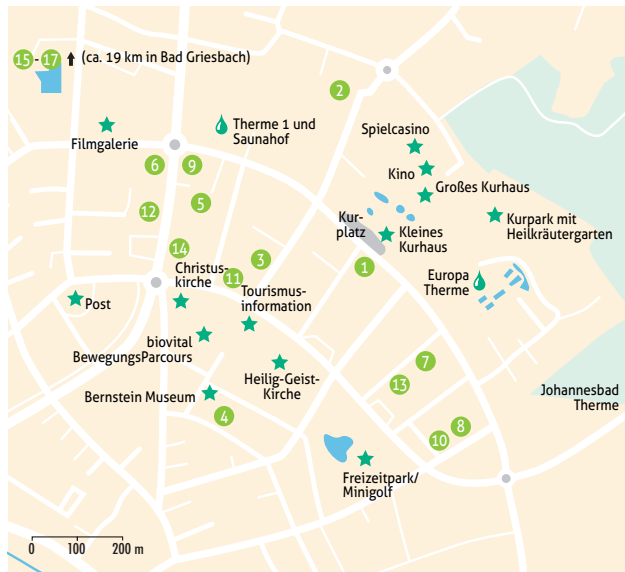 15 - 17 (ca. 19 km in Bad Griesbach)
2
Therme 1 und
Saunahof
Spielcasino
Filmgalerie
Kino
6
9
Großes Kurhaus
12
5
Kur-
platz
Kleines
Kurhaus
Kurpark mit
Heilkräutergarten
14
3
1
Christus-
kirche
11
Tourismus-
information
Europa
Therme
Post
biovital
BewegungsParcours
7
Heilig-Geist-
Kirche
13
Bernstein Museum
4
Johannesbad
Therme
8
10
Freizeitpark/
Minigolf
0 100 200 m